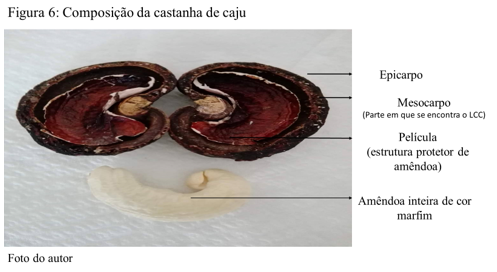 Figura 6: Composição da castanha de caju
Epicarpo
Mesocarpo
(Parte em que se encontra o LCC)
Película
(estrutura protetor de
amêndoa)
Amêndoa inteira de cor
marfim
Foto do autor